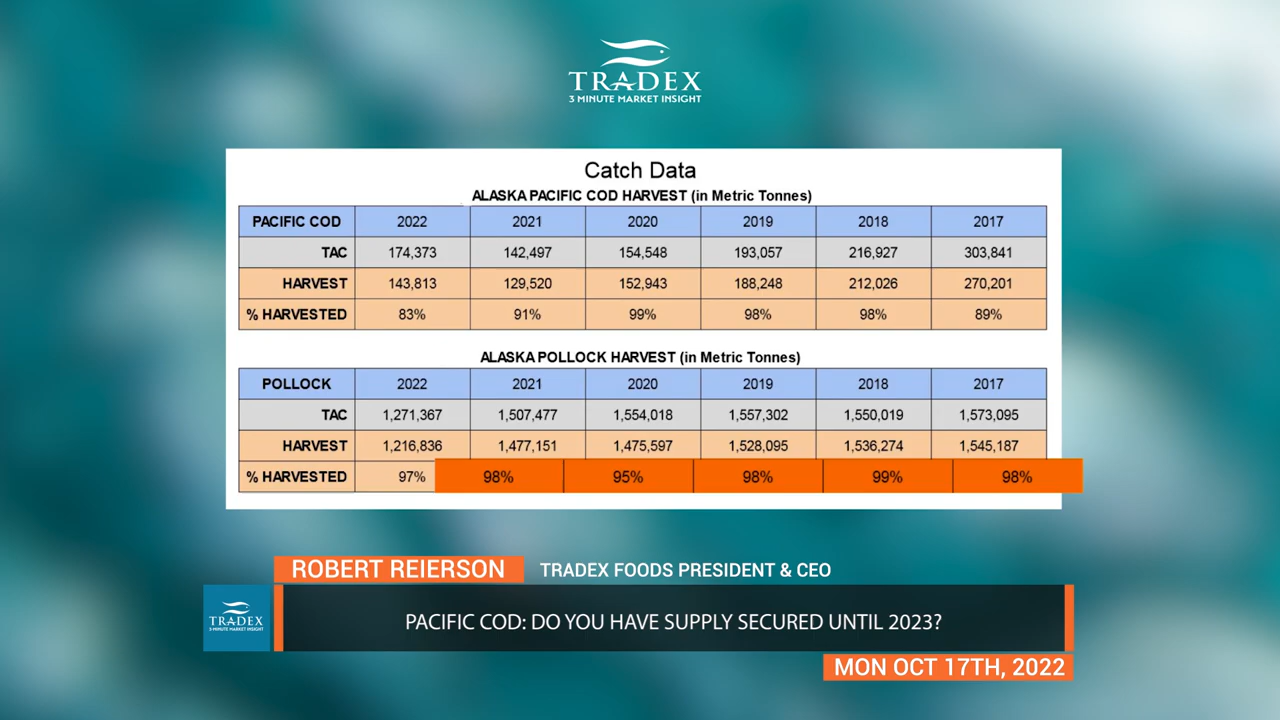 TRADEX
3 MINUTE MARKET INSIGHT
Catch Data
ALASKA PACIFIC COD HARVEST (in Metric Tonnes)
PACIFIC COD 2022 2021 2020 2019 2018 2017
TAC 174,373 142,497 154,548 193,057 216,927 303,841
HARVEST 143,813 129,520 152,943 188,248 212,026 270,201
% HARVESTED 83% 91% 99% 98% 98% 89%
ALASKA POLLOCK HARVEST (in Metric Tonnes)
POLLOCK 2022 2021 2020 2019 2018 2017
TAC 1,271,367 1,507,477 1,554,018 1,557,302 1,550,019 1,573,095
HARVEST 1,216,836 1,477,151 1,475,597 1,528,095 1,536,274 1,545,187
% HARVESTED 97% 98% 95% 98% 99% 98%
ROBERT REIERSON TRADEX FOODS PRESIDENT & CEO
TRADEX
3 MINUTE MARKET INSIGHT
PACIFIC COD: DO YOU HAVE SUPPLY SECURED UNTIL 2023?
MON OCT 17TH, 2022